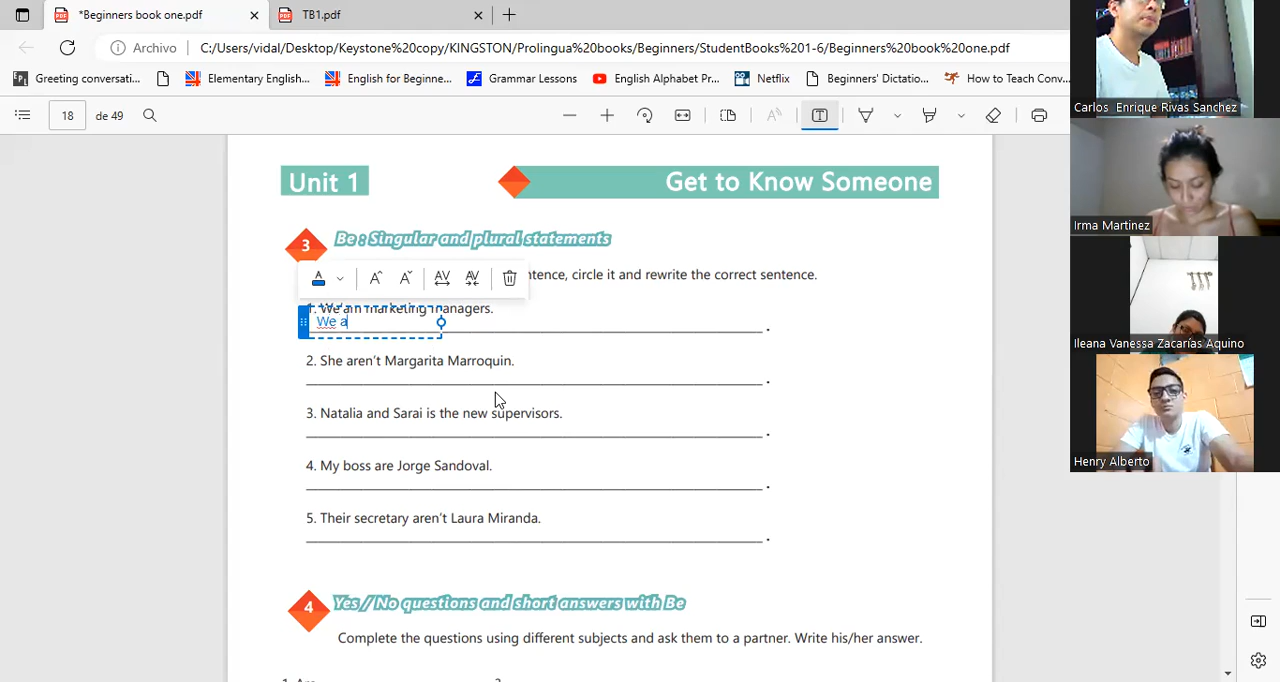 *Beginners book one.pdf
TB1.pdf
Archivo
C:/Users/vidal/Desktop/Keystone%20copy/KINGSTON/Prolingua%20books/Beginners/StudentBooks%201-6/Beginners%20book%20one.pdf
Greeting conversati...
Elementary English...
English for Beginne...
Grammar Lessons
English Alphabet Pr...
Netflix
Beginners' Dictatio...
How to Teach Conv...
18 de 49
Unit 1
Get to Know Someone
3 Be : Singular and plural statements
ntence, circle it and rewrite the correct sentence.
1. We am marketing managers.
We a
2. She aren't Margarita Marroquin.
3. Natalia and Sarai is the new supervisors.
4. My boss are Jorge Sandoval.
5. Their secretary aren't Laura Miranda.
4 Yes / No questions and short answers with Be
Complete the questions using different subjects and ask them to a partner. Write his/her answer.
Carlos Enrique Rivas Sanchez
Irma Martinez
Ileana Vanessa Zacarías Aquino
Henry Alberto